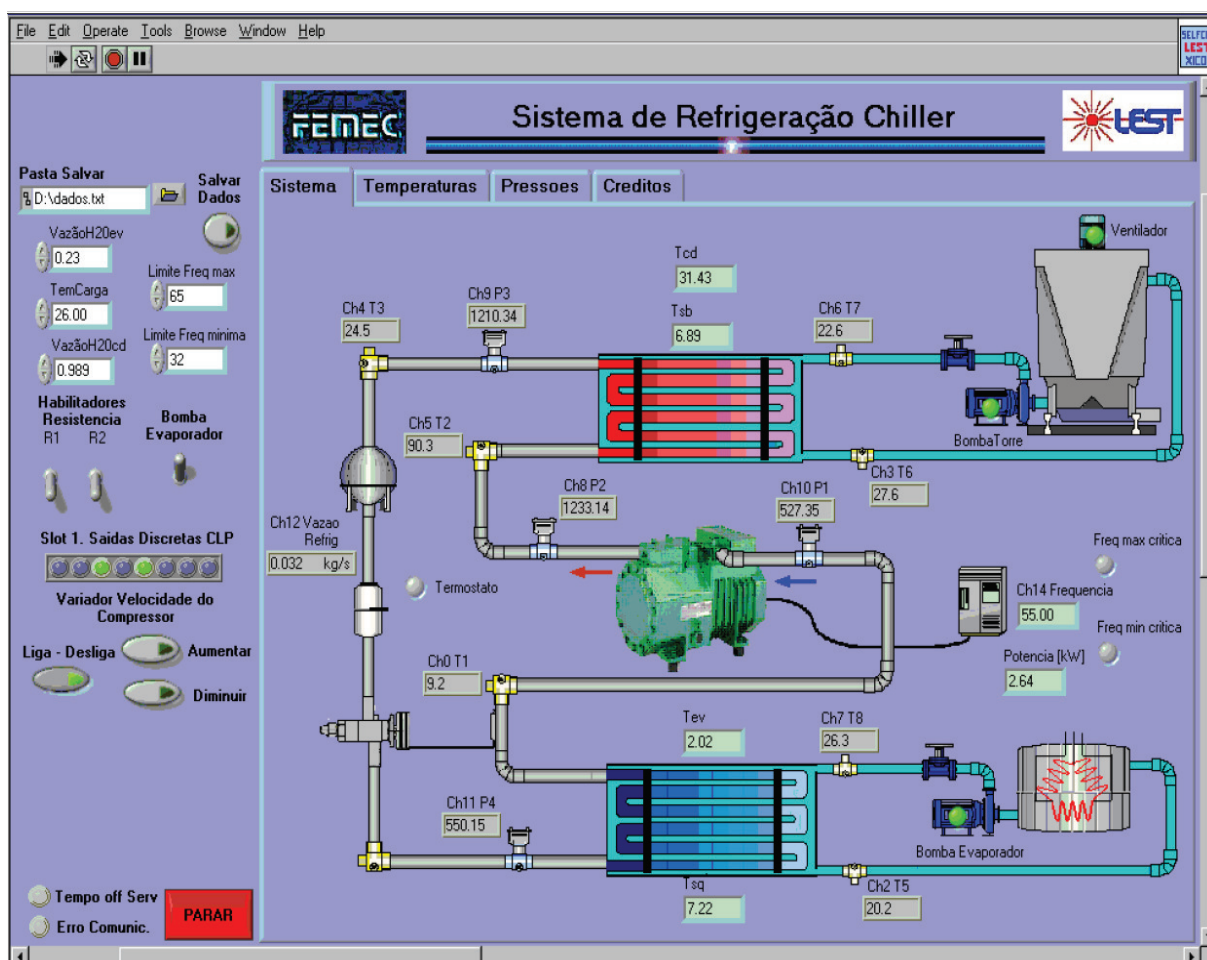 File Edit Operate Tools Browse Window Help
SELFCH
LEST
XICO
FEMEC
Sistema de Refrigeração Chiller
LEST
Pasta Salvar
D:\dados.txt
Salvar
Dados
VazãoH20ev
0.23
TemCarga
26.00
VazãoH20cd
0.989
Limite Freq max
65
Limite Freq minima
32
Habilitadores
Resistencia
R1 R2
Bomba
Evaporador
Slot 1. Saidas Discretas CLP
Variador Velocidade do
Compressor
Liga - Desliga
Aumentar
Diminuir
Tempo off Serv
Erro Comunic.
PARAR
Sistema Temperaturas Pressoes Creditos
Tcd
31.43
Tsb
6.89
Ventilador
Ch4 T3
24.5
Ch9 P3
1210.34
Ch6 T7
22.6
BombaTorre
Ch5 T2
90.3
Ch3 T6
27.6
Ch8 P2
1233.14
Ch10 P1
527.35
Ch12 Vazao
Refrig
0.032 kg/s
Termostato
Freq max critica
Ch14 Frequencia
55.00
Freq min critica
Potencia [kW]
2.64
Ch0 T1
9.2
Tev
2.02
Ch7 T8
26.3
Ch11 P4
550.15
Bomba Evaporador
Tsq
7.22
Ch2 T5
20.2